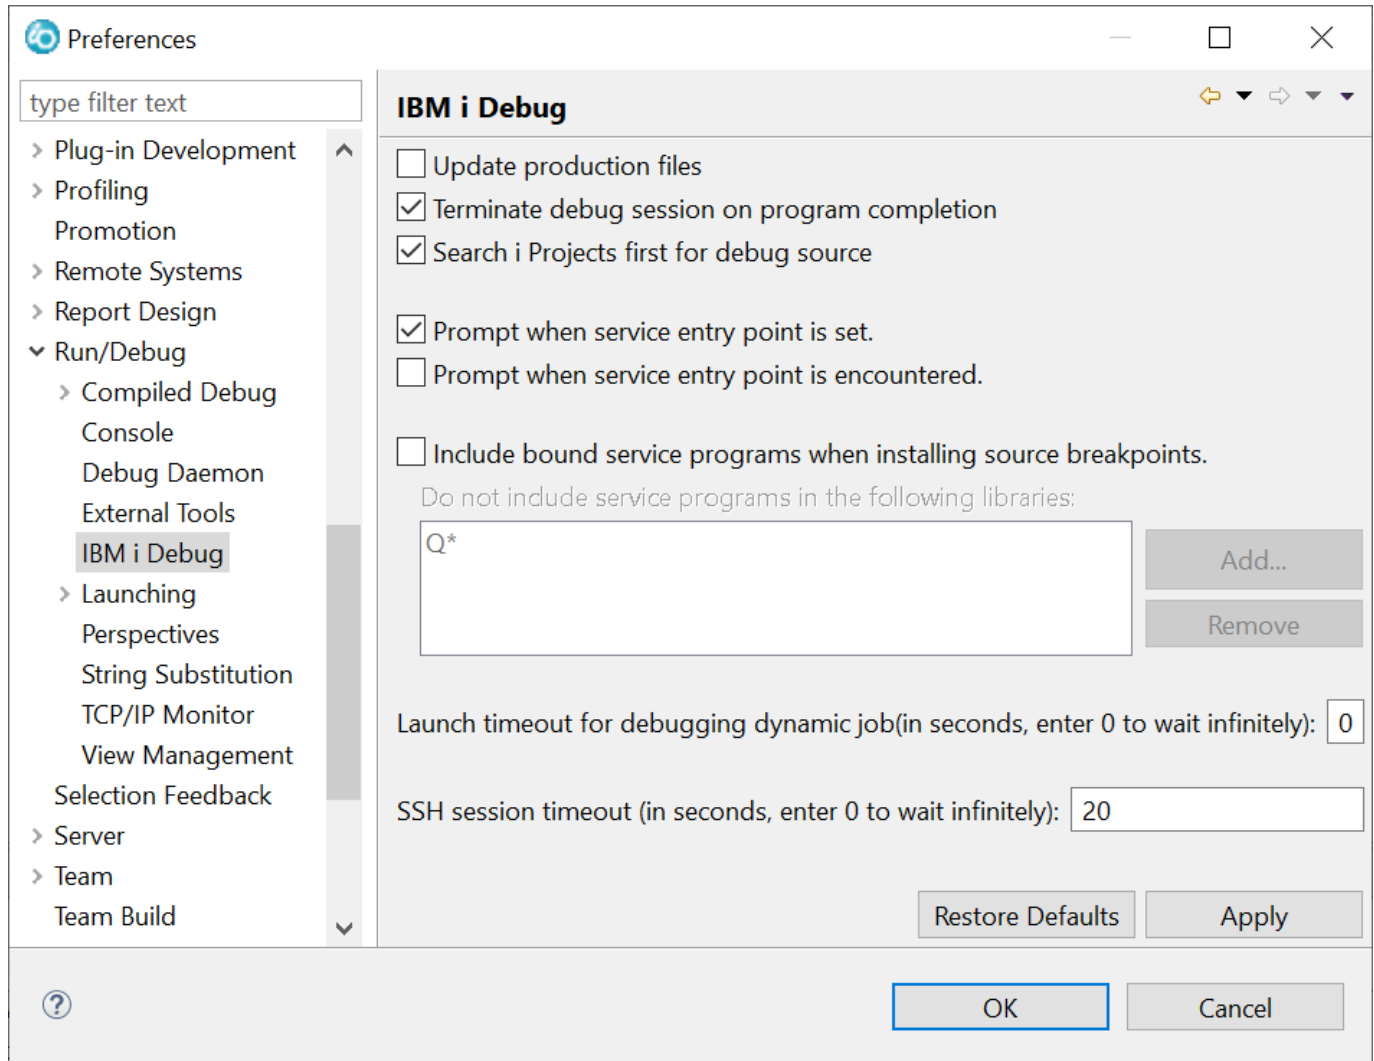 Preferences
type filter text
Plug-in Development
Profiling
Promotion
Remote Systems
Report Design
Run/Debug
Compiled Debug
Console
Debug Daemon
External Tools
IBM i Debug
Launching
Perspectives
String Substitution
TCP/IP Monitor
View Management
Selection Feedback
Server
Team
Team Build
IBM i Debug
Update production files
Terminate debug session on program completion
Search i Projects first for debug source
Prompt when service entry point is set.
Prompt when service entry point is encountered.
Include bound service programs when installing source breakpoints.
Do not include service programs in the following libraries:
Q*
Add...
Remove
Launch timeout for debugging dynamic job(in seconds, enter 0 to wait infinitely): 0
SSH session timeout (in seconds, enter 0 to wait infinitely): 20
Restore Defaults
Apply
?
OK
Cancel